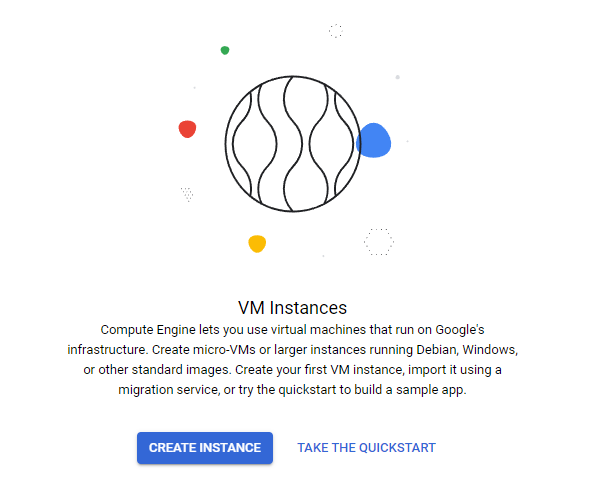 VM Instances
Compute Engine lets you use virtual machines that run on Google's
infrastructure. Create micro-VMs or larger instances running Debian, Windows,
or other standard images. Create your first VM instance, import it using a
migration service, or try the quickstart to build a sample app.
CREATE INSTANCE
TAKE THE QUICKSTART